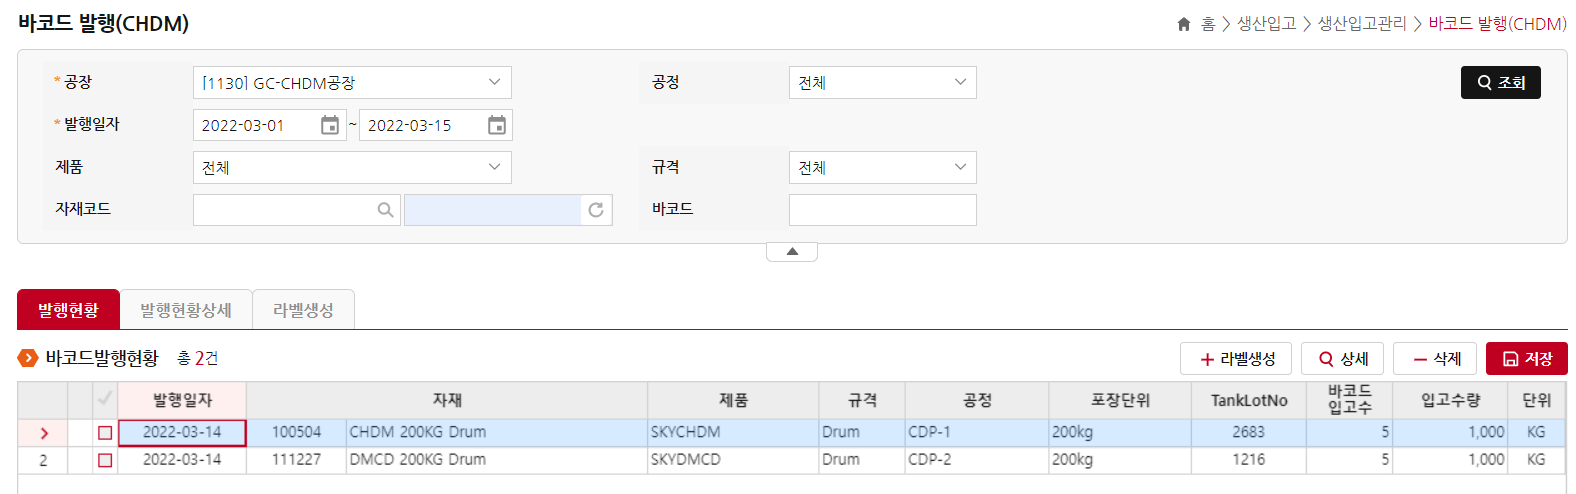 바코드 발행(CHDM)
홈 > 생산입고 > 생산입고관리 > 바코드 발행(CHDM)
* 공장 [1130] GC-CHDM공장 공정 전체 조회
* 발행일자 2022-03-01 ~ 2022-03-15
제품 전체 규격 전체
자재코드 바코드
발행현황 발행현황상세 라벨생성
바코드발행현황 총 2건 라벨생성 상세 삭제 저장
발행일자 자재 제품 규격 공정 포장단위 TankLotNo 바코드 입고수 입고수량 단위
2022-03-14 100504 CHDM 200KG Drum SKYCHDM Drum CDP-1 200kg 2683 5 1,000 KG
2 2022-03-14 111227 DMCD 200KG Drum SKYDMCD Drum CDP-2 200kg 1216 5 1,000 KG